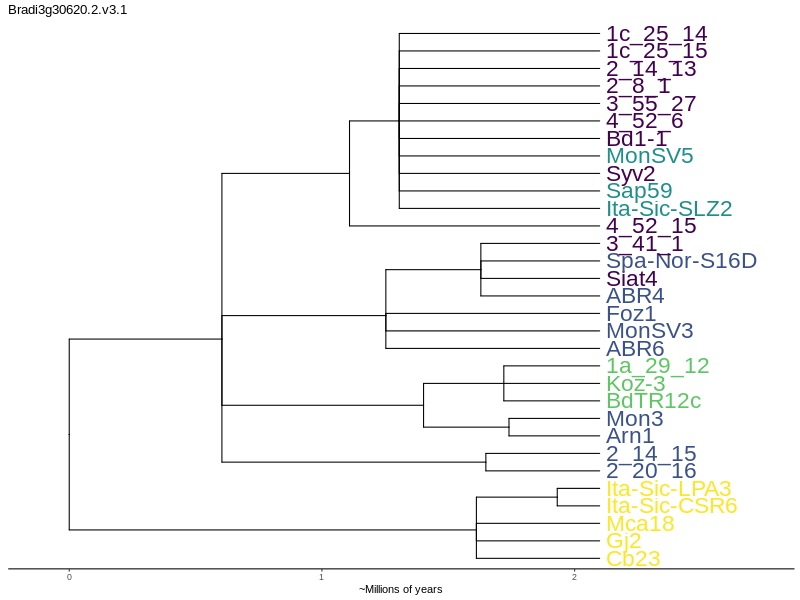 Bradi3g30620.2.v3.1
1c_25_14
1c_25_15
2_14_13
2_8_1
3_55_27
4_52_6
Bd1-1
MonSV5
Syv2
Sap59
Ita-Sic-SLZ2
4_52_15
3_41_1
Spa-Nor-S16D
Siat4
ABR4
Foz1
MonSV3
ABR6
1a_29_12
Koz-3
BdTR12c
Mon3
Arn1
2_14_15
2_20_16
Ita-Sic-LPA3
Ita-Sic-CSR6
Mca18
Gj2
Cb23
0 1 2
~Millions of years